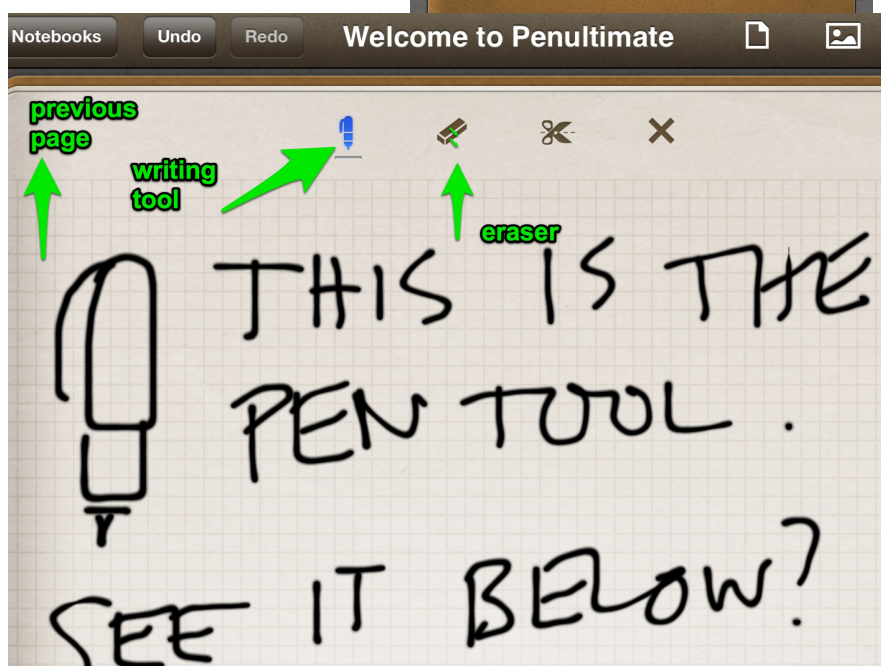 Notebooks Undo Redo Welcome to Penultimate
previous
page
writing
tool
eraser
THIS IS THE
PEN TOOL.
SEE IT BELOW?